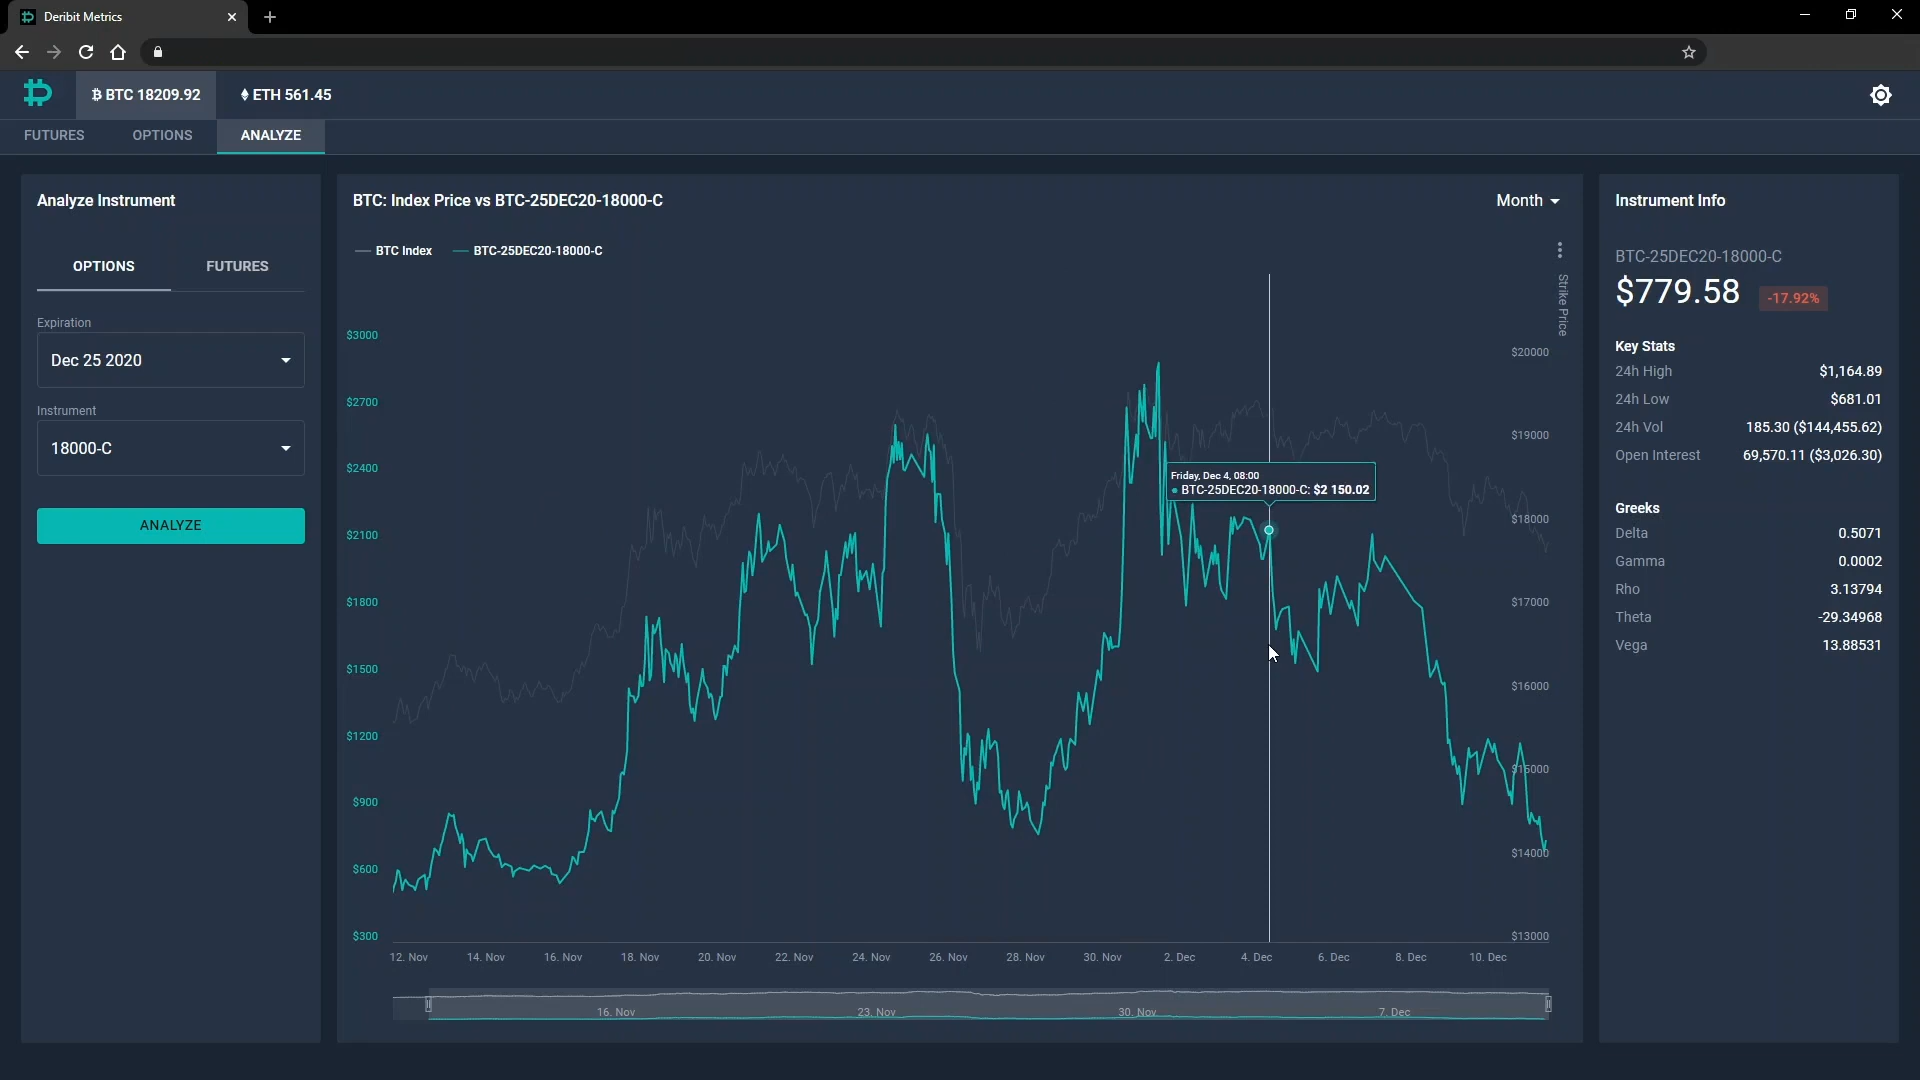 Deribit Metrics
BTC 18209.92
ETH 561.45
FUTURES
OPTIONS
ANALYZE
Analyze Instrument
OPTIONS
FUTURES
Expiration
Dec 25 2020
Instrument
18000-C
ANALYZE
BTC: Index Price vs BTC-25DEC20-18000-C
Month
BTC Index
BTC-25DEC20-18000-C
Strike Price
$3000
$2700
$2400
$2100
$1800
$1500
$1200
$900
$600
$300
Friday, Dec 4, 08:00
BTC-25DEC20-18000-C: $2 150.02
$20000
$19000
$18000
$17000
$16000
$15000
$14000
$13000
12. Nov
14. Nov
16. Nov
18. Nov
20. Nov
22. Nov
24. Nov
26. Nov
28. Nov
30. Nov
2. Dec
4. Dec
6. Dec
8. Dec
10. Dec
16. Nov
23. Nov
30. Nov
7. Dec
Instrument Info
BTC-25DEC20-18000-C
$779.58 -17.92%
Key Stats
24h High $1,164.89
24h Low $681.01
24h Vol 185.30 ($144,455.62)
Open Interest 69,570.11 ($3,026.30)
Greeks
Delta 0.5071
Gamma 0.0002
Rho 3.13794
Theta -29.34968
Vega 13.88531